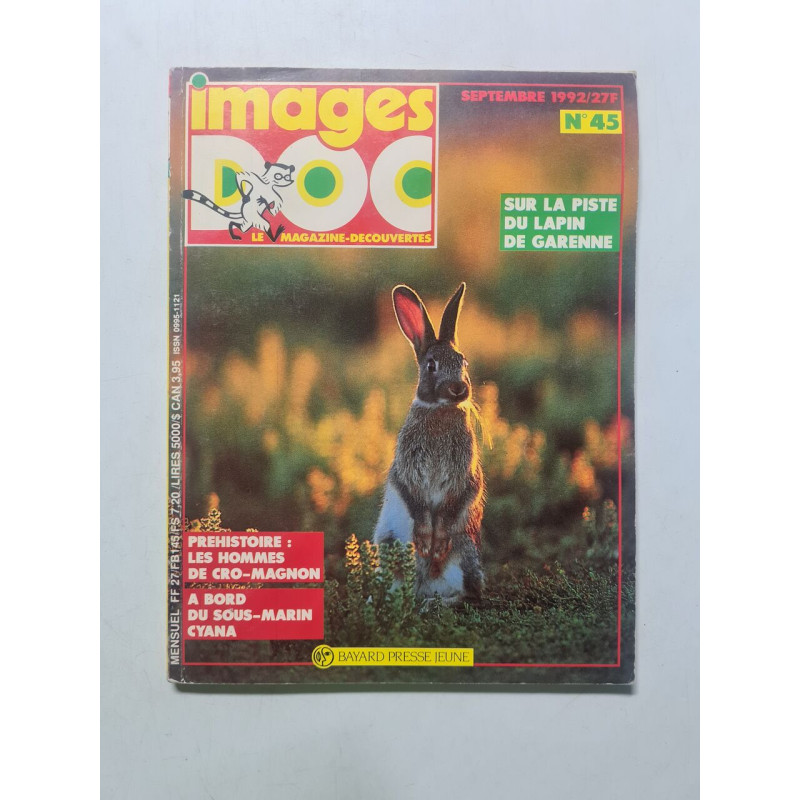 images
DOC
LE MAGAZINE-DECOUVERTES
SEPTEMBRE 1992/27F
N°45
SUR LA PISTE
DU LAPIN
DE GARENNE
PREHISTOIRE :
LES HOMMES
DE CRO-MAGNON
A BORD
DU SOUS-MARIN
CYANA
BAYARD PRESSE JEUNE
MENSUEL FF 27/FB145/FS 7,20/LIRES 5000/$ CAN 3,95 ISSN 0995-1121